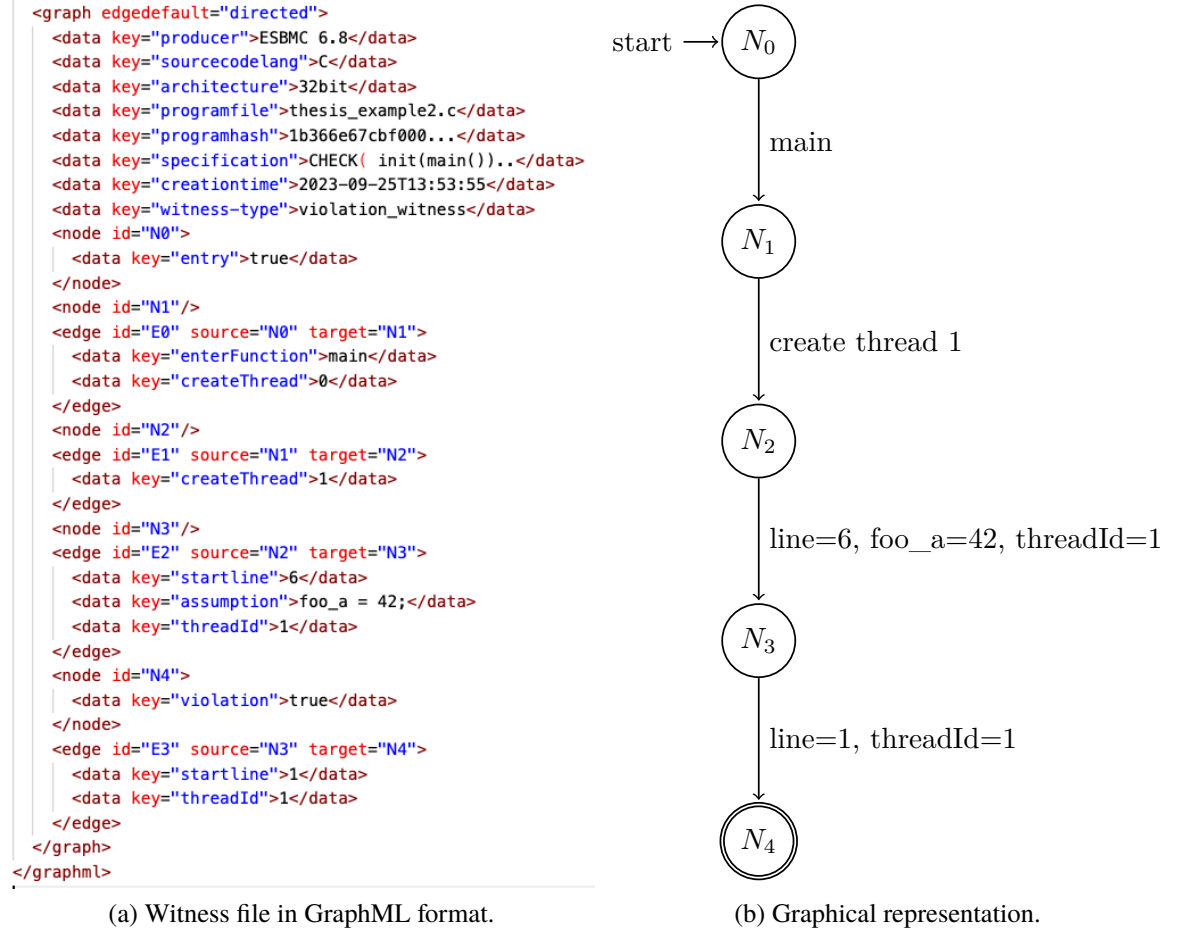 <graph edgedefault="directed">
<data key="producer">ESBMC 6.8</data>
<data key="sourcecodelang">C</data>
<data key="architecture">32bit</data>
<data key="programfile">thesis_example2.c</data>
<data key="programhash">1b366e67cbf000...</data>
<data key="specification">CHECK( init(main())..</data>
<data key="creationtime">2023-09-25T13:53:55</data>
<data key="witness-type">violation_witness</data>
<node id="N0">
<data key="entry">true</data>
</node>
<node id="N1"/>
<edge id="E0" source="N0" target="N1">
<data key="enterFunction">main</data>
<data key="createThread">0</data>
</edge>
<node id="N2"/>
<edge id="E1" source="N1" target="N2">
<data key="createThread">1</data>
</edge>
<node id="N3"/>
<edge id="E2" source="N2" target="N3">
<data key="startline">6</data>
<data key="assumption">foo_a = 42;</data>
<data key="threadId">1</data>
</edge>
<node id="N4">
<data key="violation">true</data>
</node>
<edge id="E3" source="N3" target="N4">
<data key="startline">1</data>
<data key="threadId">1</data>
</edge>
</graph>
</graphml>
(a) Witness file in GraphML format.
start N0
main
N1
create thread 1
N2
line=6, foo_a=42, threadId=1
N3
line=1, threadId=1
N4
(b) Graphical representation.